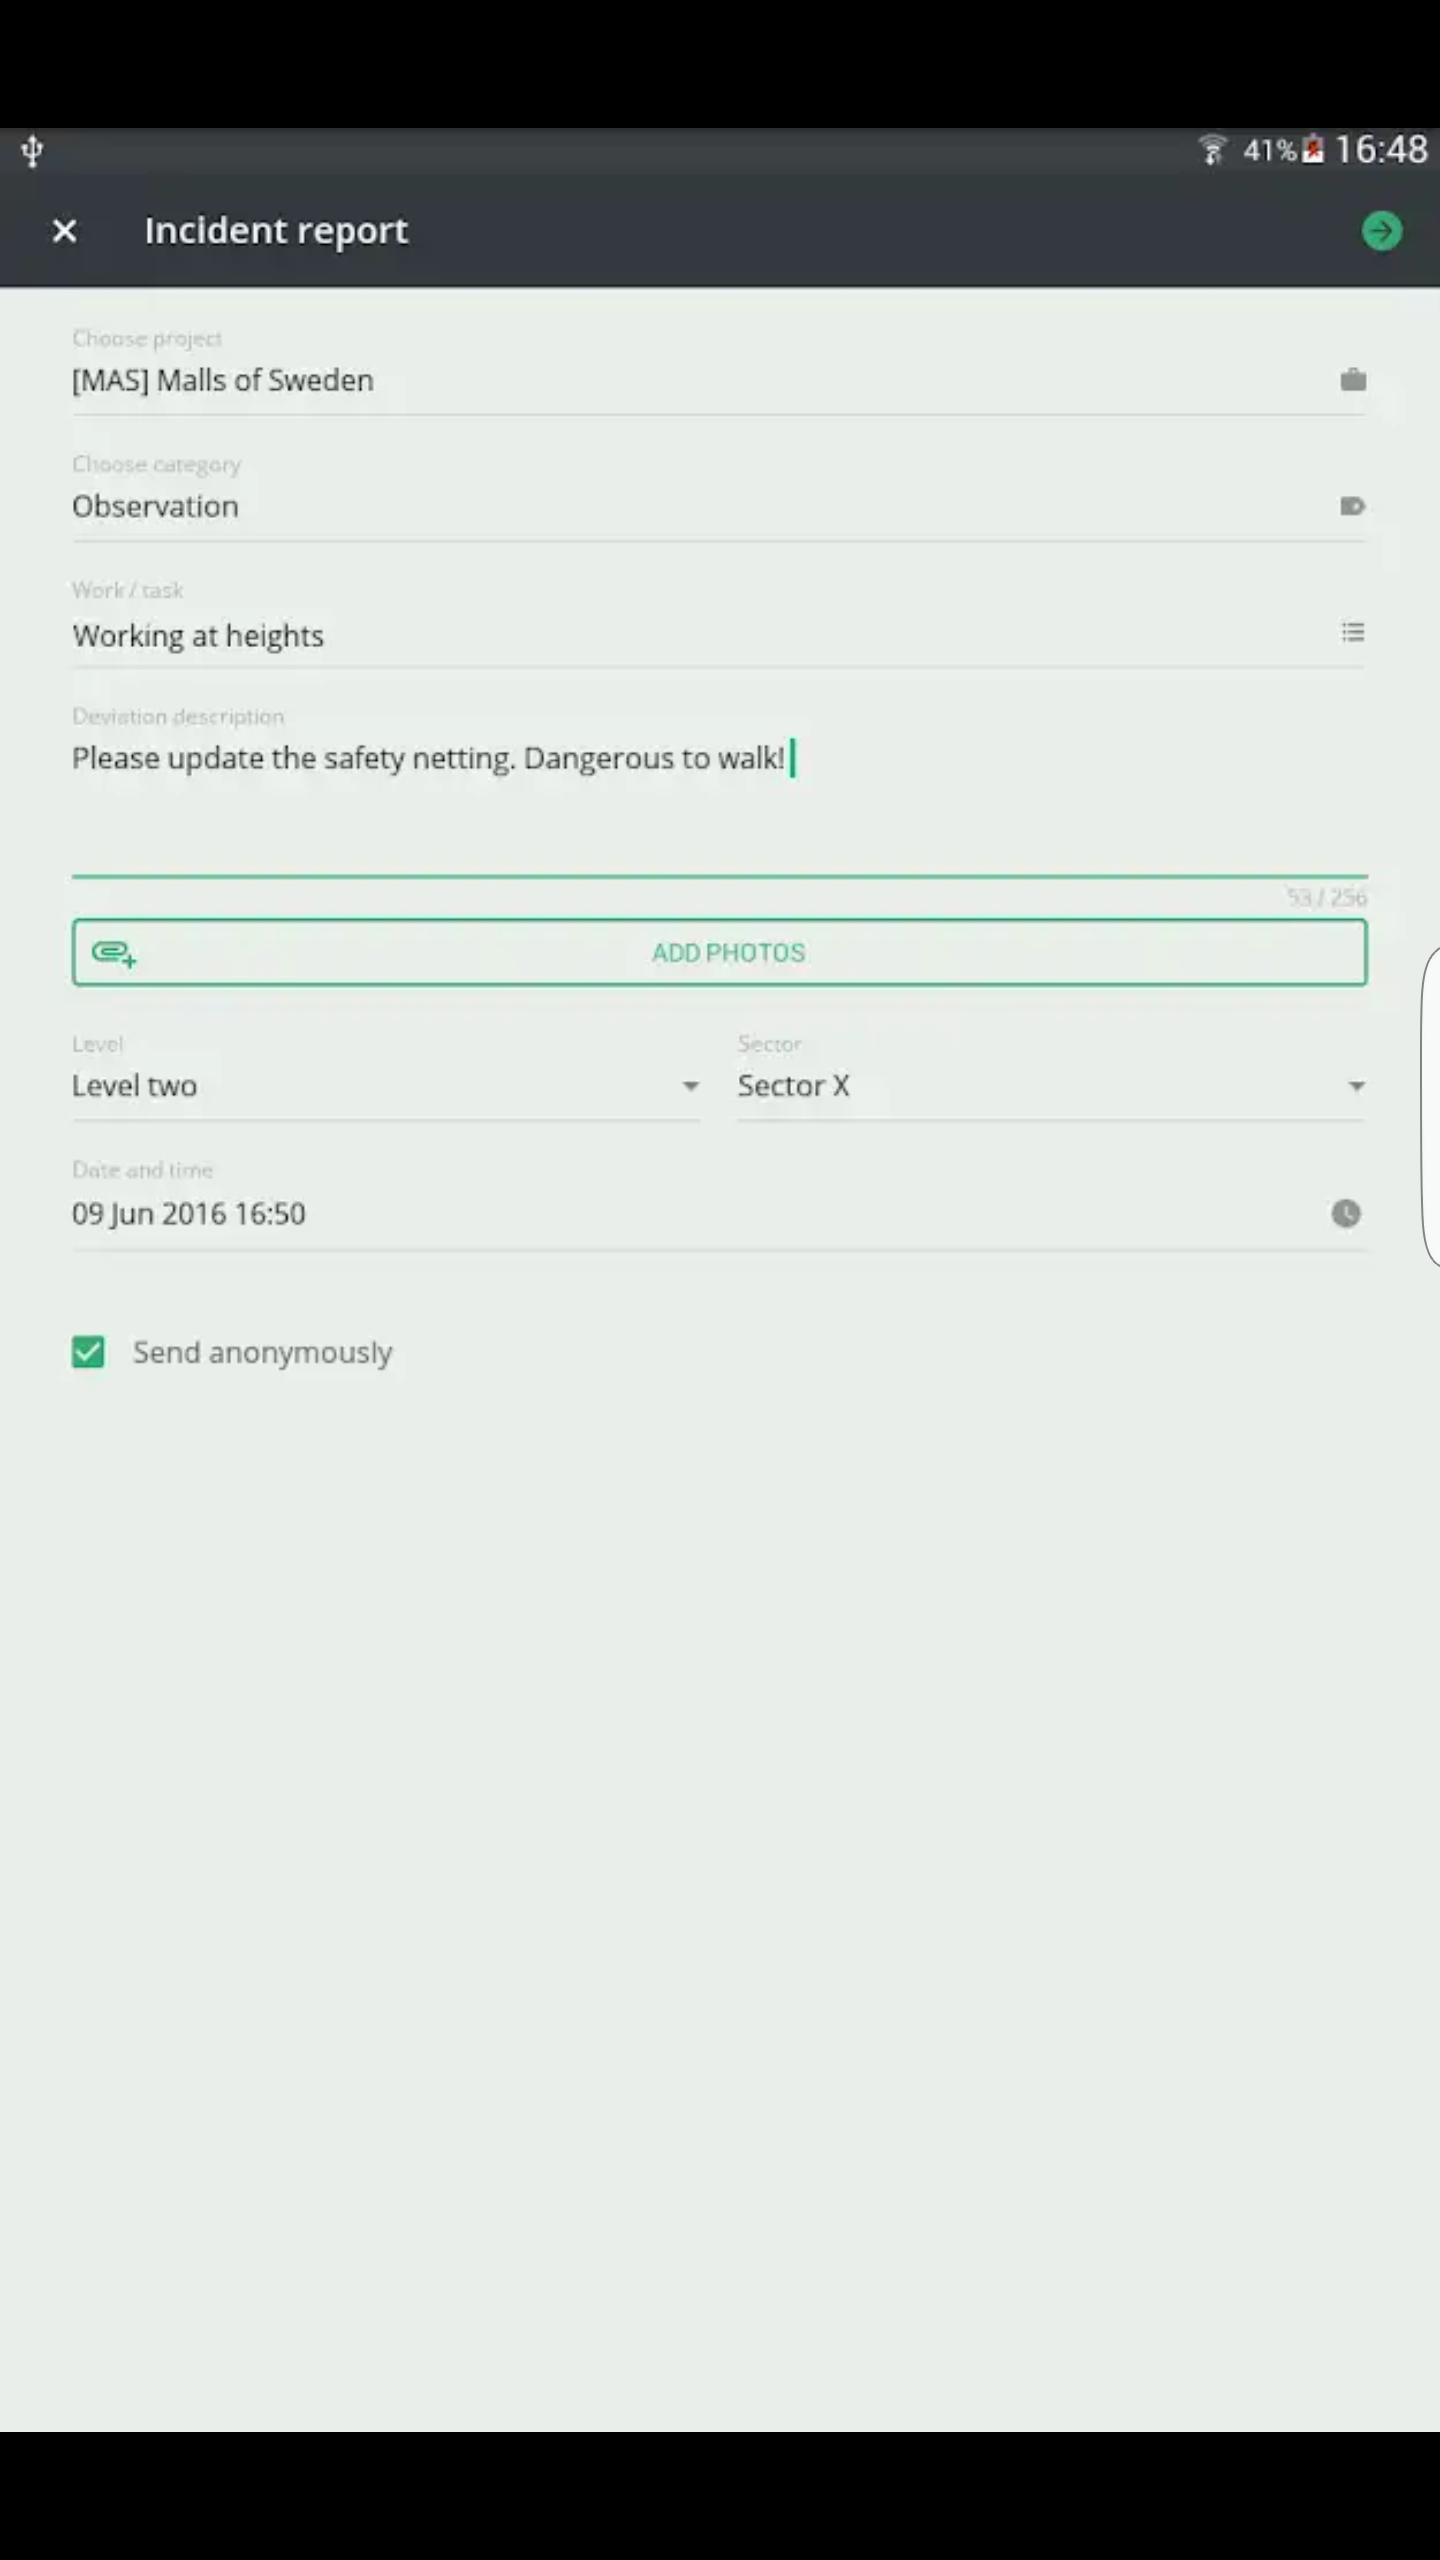 41% 16:48
Incident report
Choose project
[MAS] Malls of Sweden
Choose category
Observation
Work / task
Working at heights
Deviation description
Please update the safety netting. Dangerous to walk!
53 / 256
ADD PHOTOS
Level
Sector
Level two
Sector X
Date and time
09 Jun 2016 16:50
Send anonymously